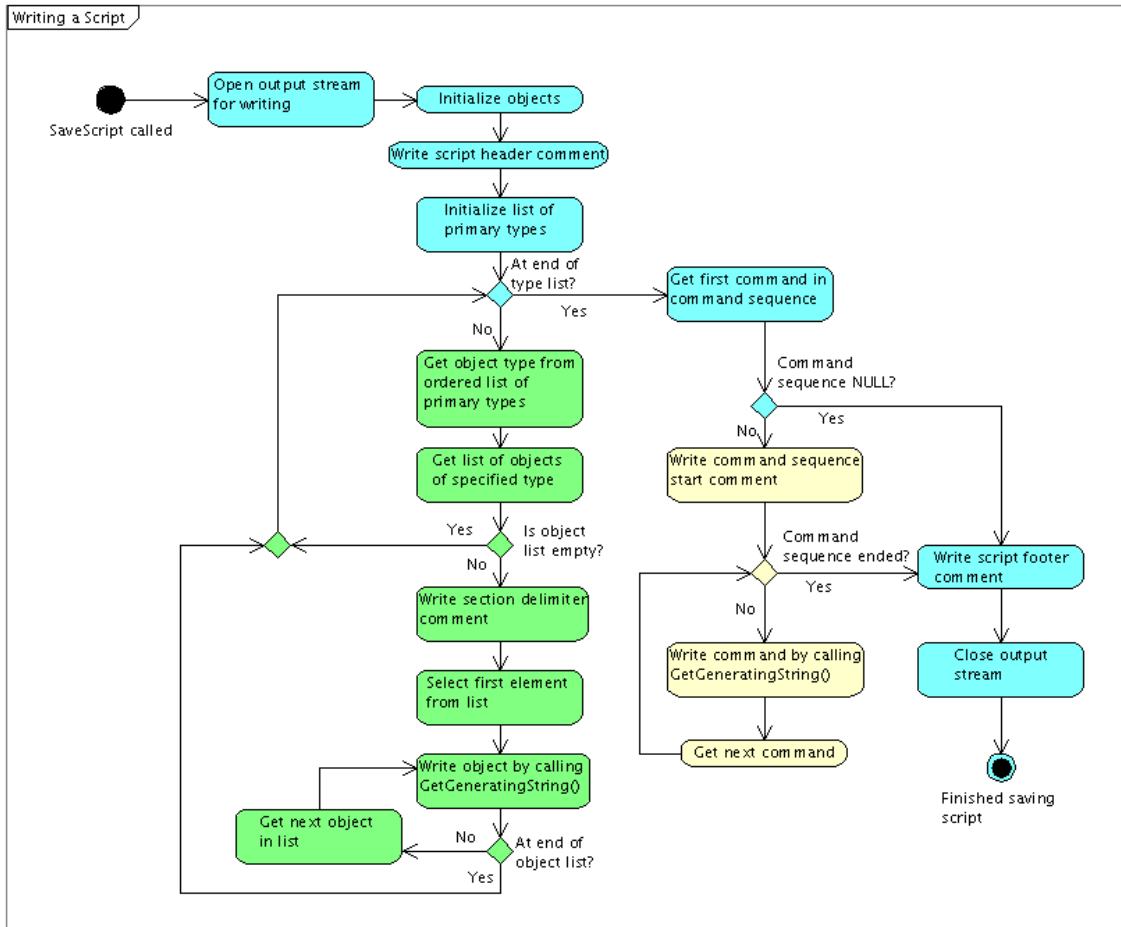 Writing a Script
Open output stream
for writing
Initialize objects
SaveScript called
Write script header comment
Initialize list of
primary types
At end of
type list?
Get first command in
command sequence
Yes
No
Get object type from
ordered list of
primary types
Command
sequence NULL?
Yes
No
Get list of objects
of specified type
Write command sequence
start comment
Yes
Is object
list empty?
No
Command
sequence ended?
Yes
No
Write script footer
comment
Write section delimiter
comment
Write command by calling
GetGeneratingString()
Close output
stream
Select first element
from list
Get next command
Write object by calling
GetGeneratingString()
Finished saving
script
Get next object
in list
No
At end of
object list?
Yes